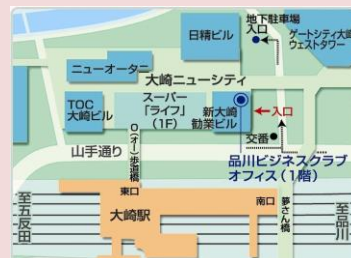 地下駐車場
入口
日精ビル
ゲートシティ大崎
ウェストタワー
ニューオータニ
大崎ニューシティ
TOC
大崎ビル
スーパー
「ライフ」
(1F)
新大崎
勧業ビル
入口
交番
山手通り
O(オー)歩道橋
品川ビジネスクラブ
オフィス(1階)
東口
大崎駅
南口
夢さん橋
至五反田
至品川